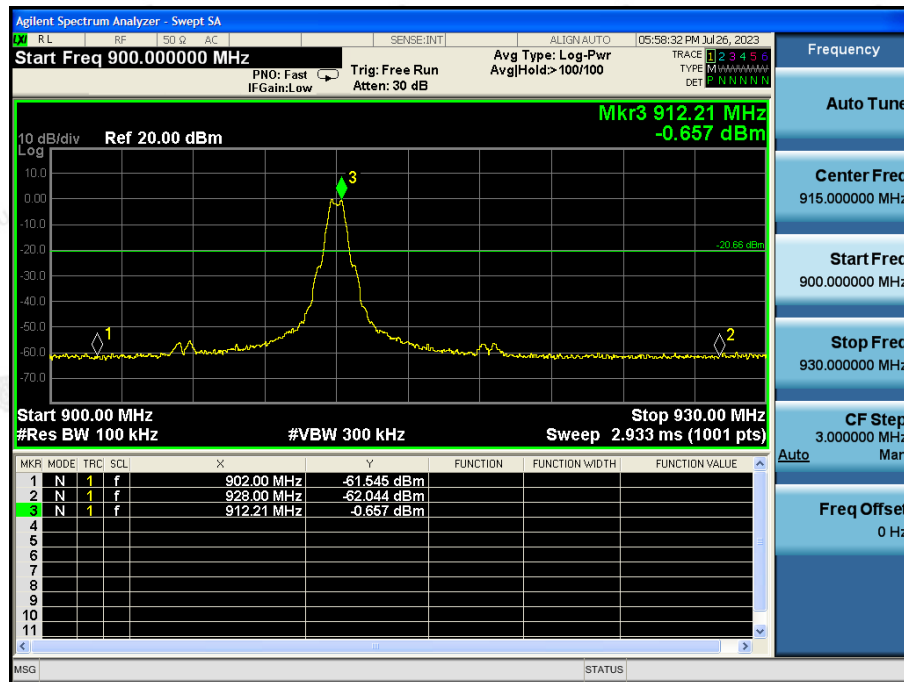 Agilent Spectrum Analyzer - Swept SA
LXI RL RF 50 Ω AC SENSE:INT ALIGN AUTO 05:58:32 PM Jul 26, 2023
Start Freq 900.000000 MHz
PNO: Fast
IFGain:Low
Trig: Free Run
Atten: 30 dB
Avg Type: Log-Pwr
Avg|Hold:>100/100
TRACE 1 2 3 4 5 6
TYPE MWWWWW
DET P N N N N N
Mkr3 912.21 MHz
-0.657 dBm
10 dB/div Ref 20.00 dBm
Log
10.0
0.00
-10.0
-20.0
-30.0
-40.0
-50.0
-60.0
-70.0
3
-20.66 dBm
1
2
Start 900.00 MHz Stop 930.00 MHz
#Res BW 100 kHz #VBW 300 kHz Sweep 2.933 ms (1001 pts)
MKR MODE TRC SCL X Y FUNCTION FUNCTION WIDTH FUNCTION VALUE
1 N 1 f 902.00 MHz -61.545 dBm
2 N 1 f 928.00 MHz -62.044 dBm
3 N 1 f 912.21 MHz -0.657 dBm
4
5
6
7
8
9
10
11
MSG STATUS
Frequency
Auto Tune
Center Freq
915.000000 MHz
Start Freq
900.000000 MHz
Stop Freq
930.000000 MHz
CF Step
3.000000 MHz
Auto Man
Freq Offset
0 Hz